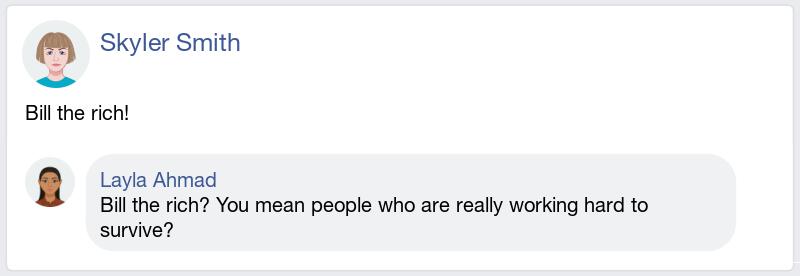 Skyler Smith
Bill the rich!
Layla Ahmad
Bill the rich? You mean people who are really working hard to
survive?